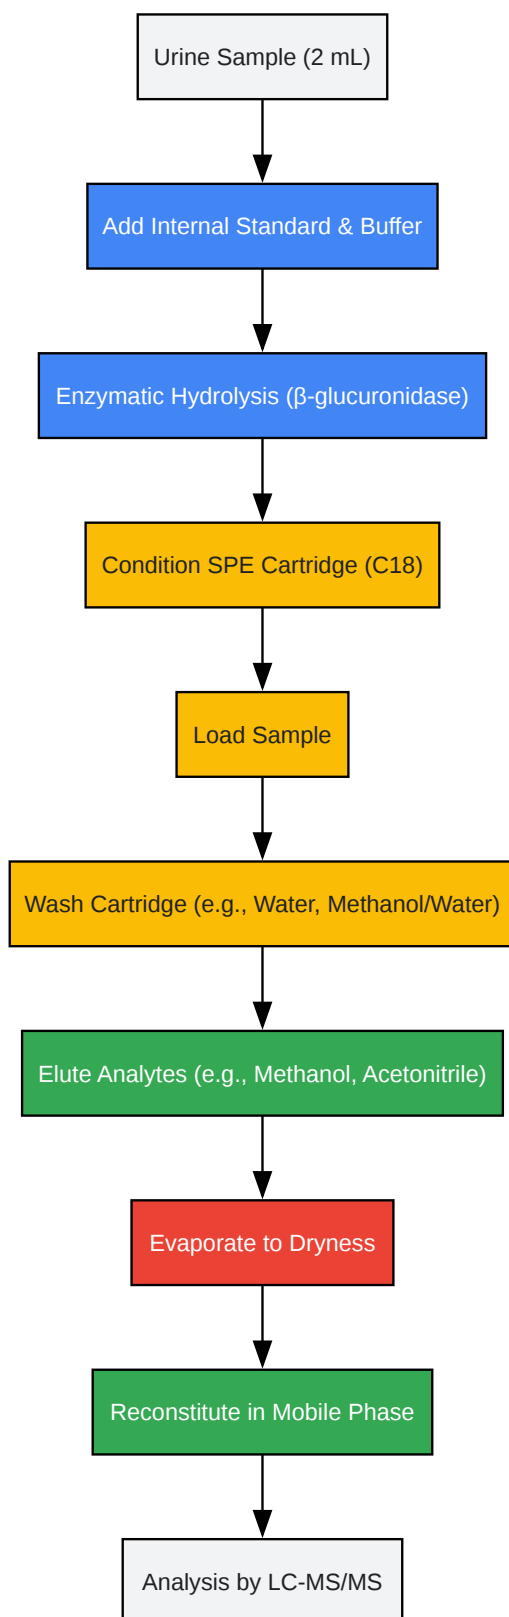 Urine Sample (2 mL)
Add Internal Standard & Buffer
Enzymatic Hydrolysis (β-glucuronidase)
Condition SPE Cartridge (C18)
Load Sample
Wash Cartridge (e.g., Water, Methanol/Water)
Elute Analytes (e.g., Methanol, Acetonitrile)
Evaporate to Dryness
Reconstitute in Mobile Phase
Analysis by LC-MS/MS